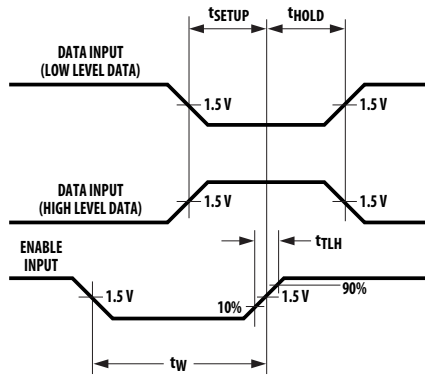 tSETUP
tHOLD
DATA INPUT
(LOW LEVEL DATA)
1.5 V
1.5 V
DATA INPUT
(HIGH LEVEL DATA)
1.5 V
1.5 V
ENABLE
INPUT
tTLH
1.5 V
10%
1.5 V
90%
tW